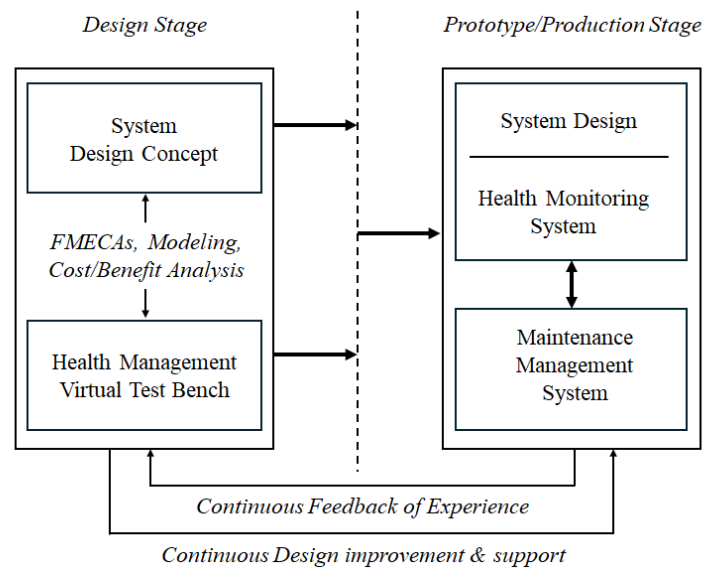 Design Stage
Prototype/Production Stage
System
Design Concept
FMECAs, Modeling,
Cost/Benefit Analysis
Health Management
Virtual Test Bench
System Design
Health Monitoring
System
Maintenance
Management
System
Continuous Feedback of Experience
Continuous Design improvement & support